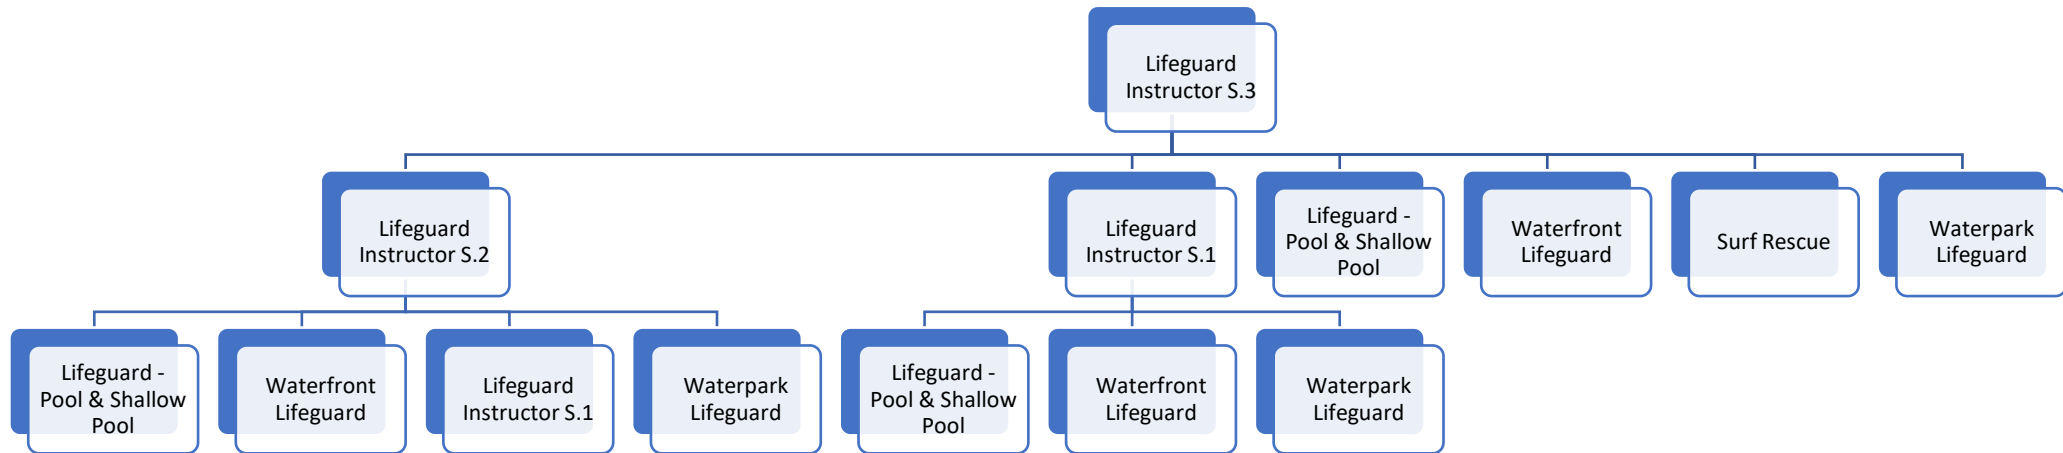 Lifeguard
Instructor S.3
Lifeguard
Instructor S.2
Lifeguard
Instructor S.1
Lifeguard -
Pool & Shallow
Pool
Waterfront
Lifeguard
Surf Rescue
Waterpark
Lifeguard
Lifeguard -
Pool & Shallow
Pool
Waterfront
Lifeguard
Lifeguard
Instructor S.1
Waterpark
Lifeguard
Lifeguard -
Pool & Shallow
Pool
Waterfront
Lifeguard
Waterpark
Lifeguard